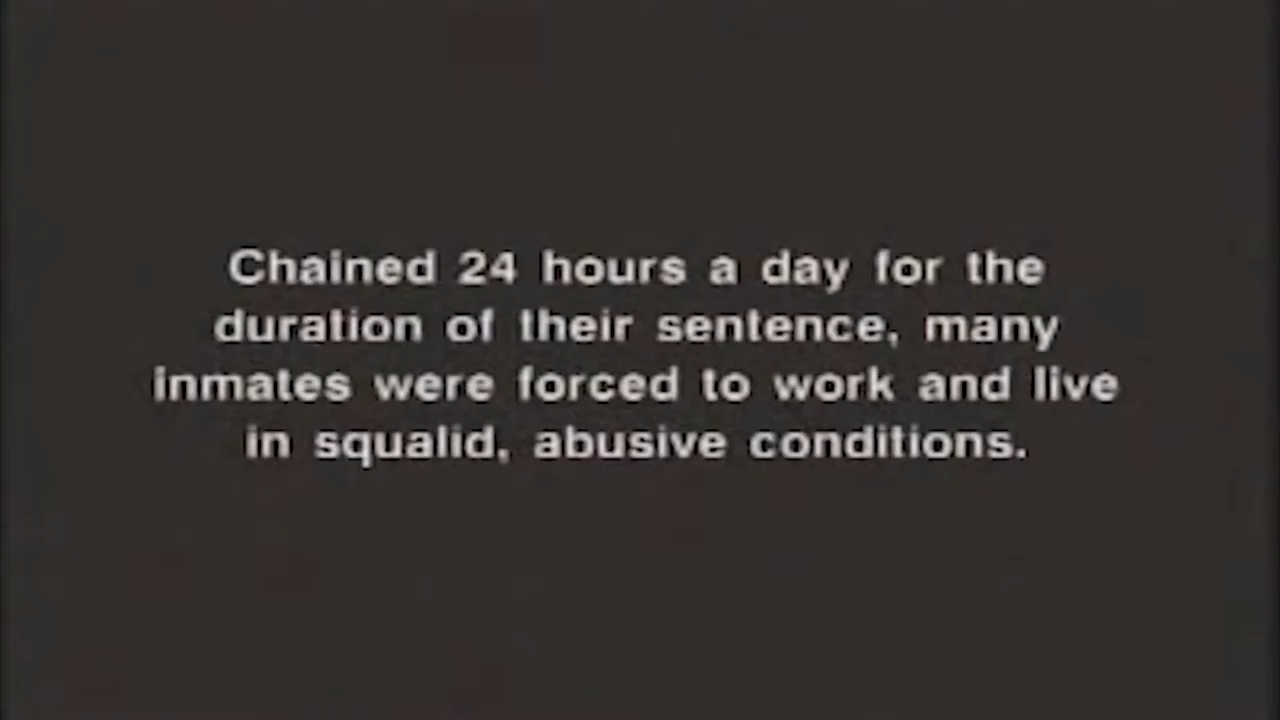 Chained 24 hours a day for the
duration of their sentence, many
inmates were forced to work and live
in squalid, abusive conditions.